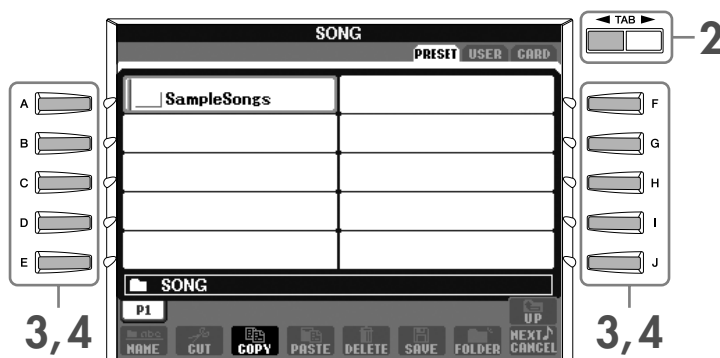 SONG
◄ TAB ►
2
PRESET USER CARD
A
SampleSongs
F
B
G
C
H
D
I
E
J
SONG
P1
UP
3,4
3,4
abc
NAME CUT COPY PASTE DELETE SAVE FOLDER NEXT♪
CANCEL